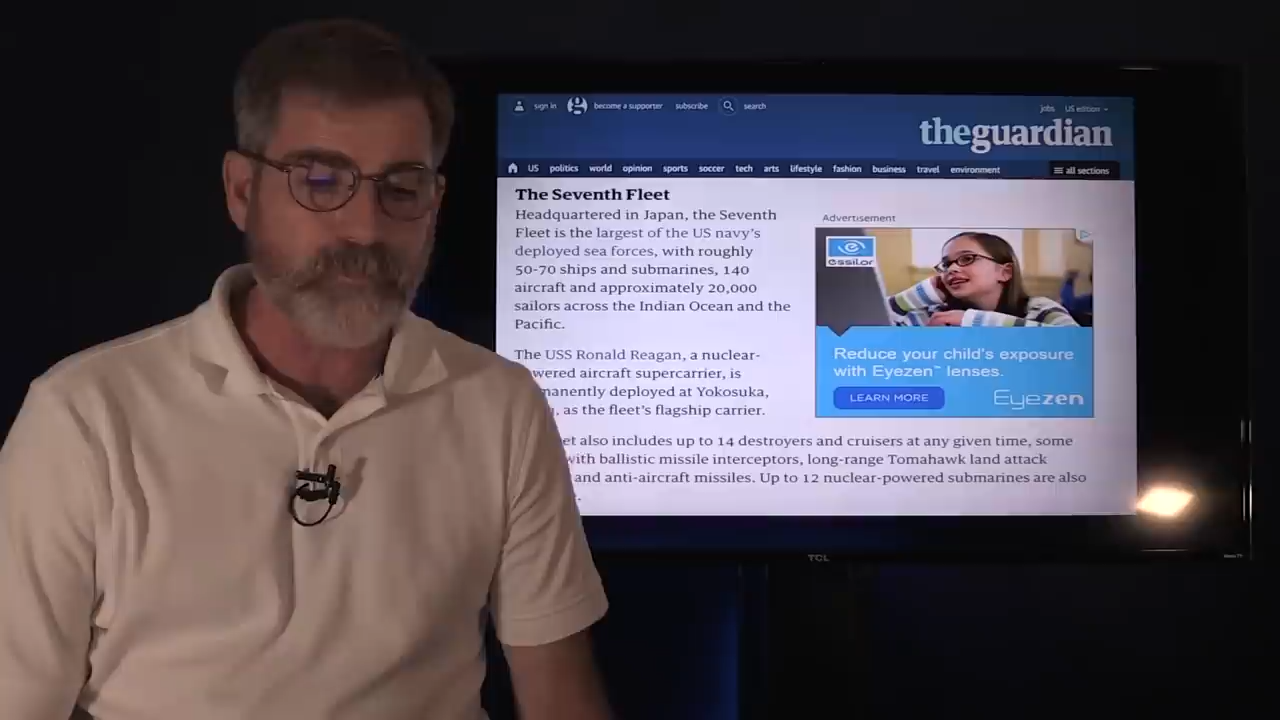 sign in become a supporter subscribe search jobs US edition
theguardian
US politics world opinion sports soccer tech arts lifestyle fashion business travel environment all sections
The Seventh Fleet
Headquartered in Japan, the Seventh
Fleet is the largest of the US navy's
deployed sea forces, with roughly
50-70 ships and submarines, 140
aircraft and approximately 20,000
sailors across the Indian Ocean and the
Pacific.
The USS Ronald Reagan, a nuclear-
wered aircraft supercarrier, is
manently deployed at Yokosuka,
, as the fleet's flagship carrier.
et also includes up to 14 destroyers and cruisers at any given time, some
with ballistic missile interceptors, long-range Tomahawk land attack
and anti-aircraft missiles. Up to 12 nuclear-powered submarines are also
Advertisement
essilor
Reduce your child's exposure
with Eyezen™ lenses.
LEARN MORE
Eyezen
TCL